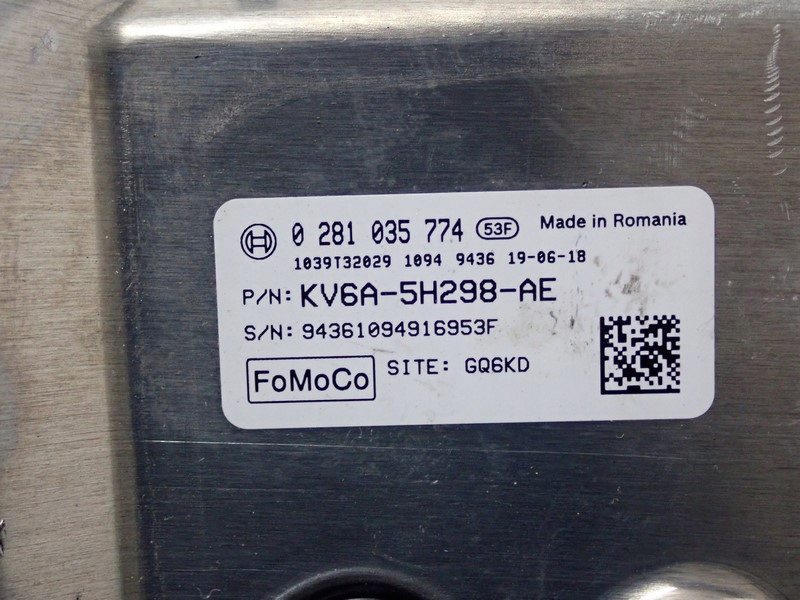 0 281 035 774 53F Made in Romania
1039T32029 1094 9436 19-06-18
P/N: KV6A-5H298-AE
S/N: 94361094916953F
FoMoCo SITE: GQ6KD